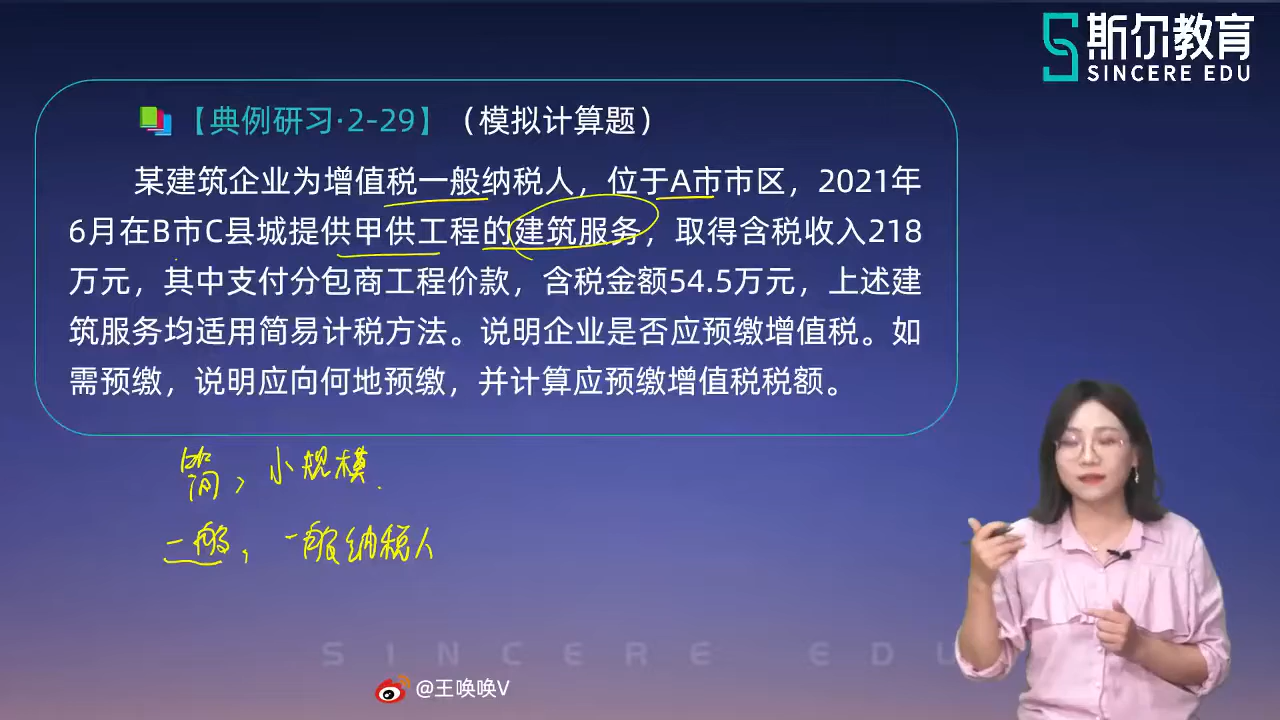 斯尔教育
SINCERE EDU
【典例研习·2-29】（模拟计算题）
某建筑企业为增值税一般纳税人，位于A市市区，2021年
6月在B市C县城提供甲供工程的建筑服务，取得含税收入218
万元，其中支付分包商工程价款，含税金额54.5万元，上述建
筑服务均适用简易计税方法。说明企业是否应预缴增值税。如
需预缴，说明应向何地预缴，并计算应预缴增值税税额。
简，小规模
一般，一般纳税人
SINCERE EDU
@王唤唤V